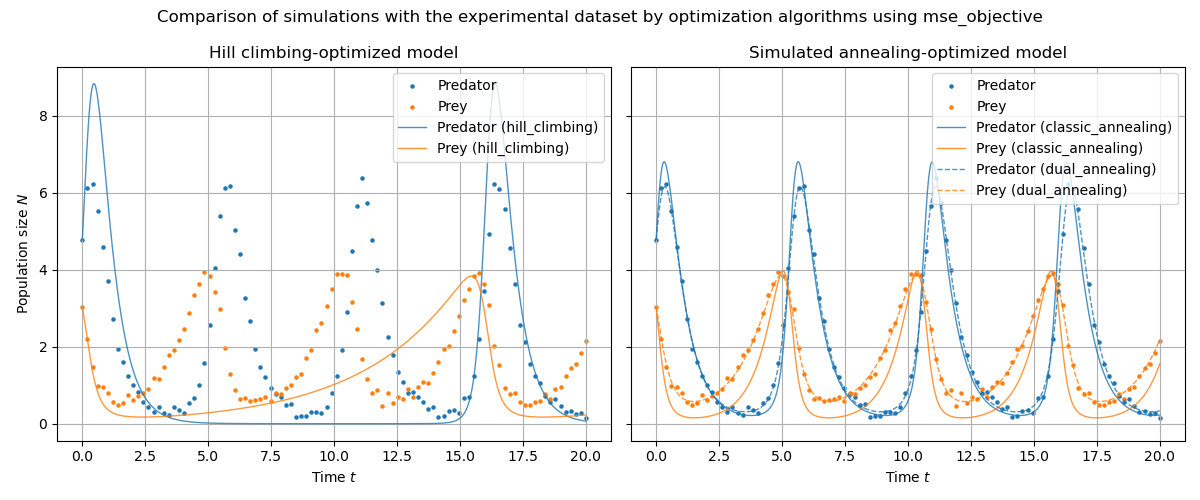 Comparison of simulations with the experimental dataset by optimization algorithms using mse_objective
Hill climbing-optimized model
Predator
Prey
Predator (hill_climbing)
Prey (hill_climbing)
8
6
4
2
0
Population size N
0.0 2.5 5.0 7.5 10.0 12.5 15.0 17.5 20.0
Time t
Simulated annealing-optimized model
Predator
Prey
Predator (classic_annealing)
Prey (classic_annealing)
Predator (dual_annealing)
Prey (dual_annealing)
0.0 2.5 5.0 7.5 10.0 12.5 15.0 17.5 20.0
Time t